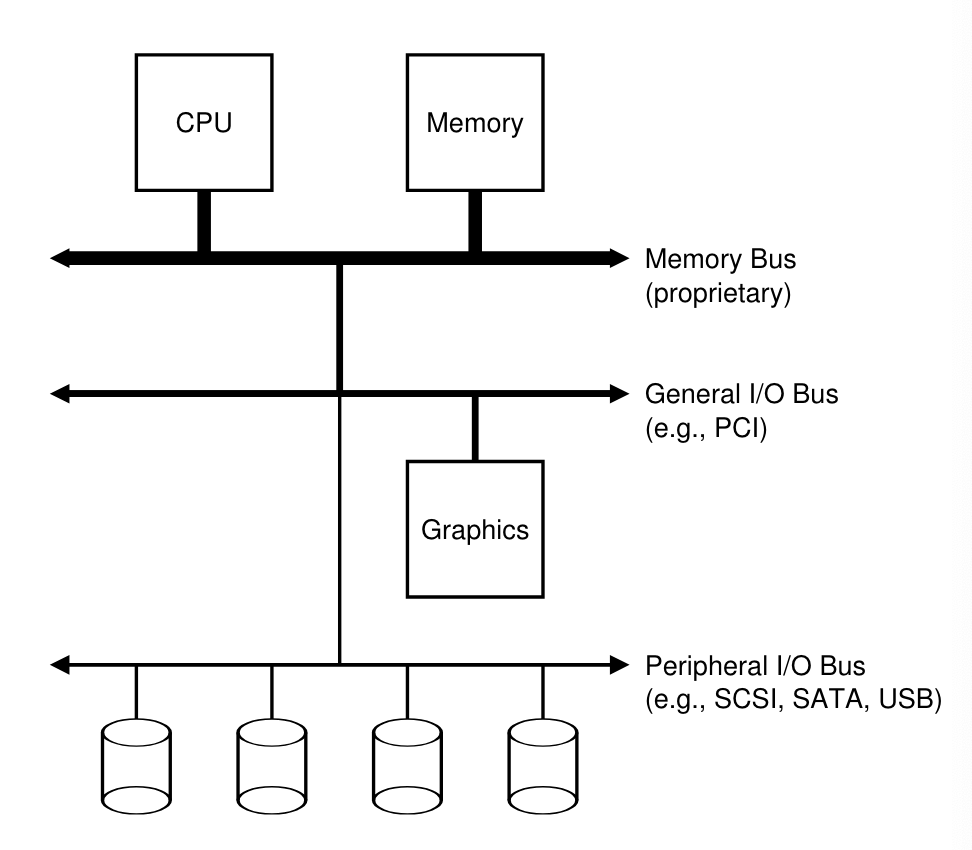 CPU
Memory
Memory Bus
(proprietary)
General I/O Bus
(e.g., PCI)
Graphics
Peripheral I/O Bus
(e.g., SCSI, SATA, USB)